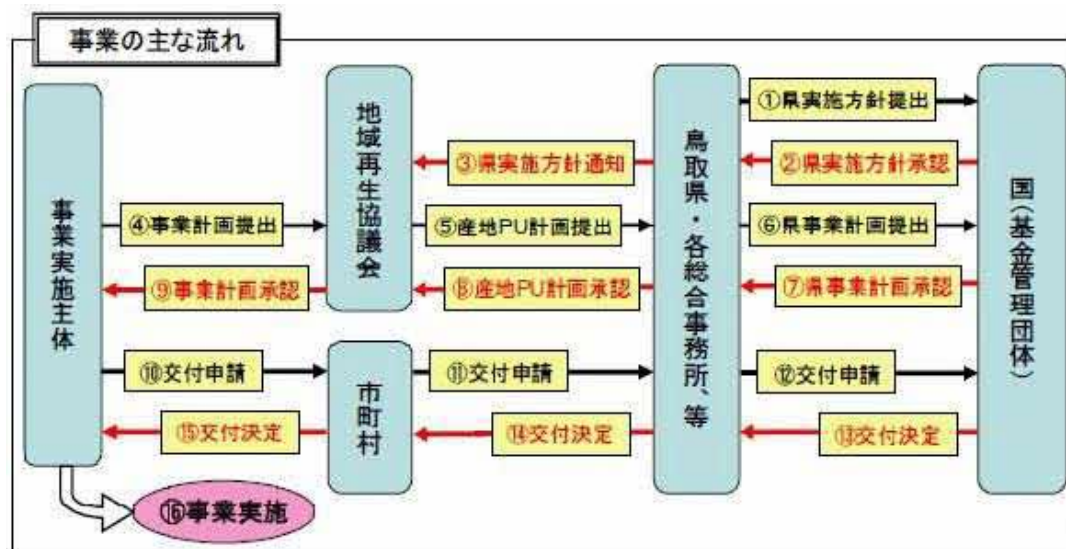 事業の主な流れ
事業実施主体
地域再生協議会
市町村
鳥取県・各総合事務所、等
国(基金管理団体)
①県実施方針提出
②県実施方針承認
③県実施方針通知
④事業計画提出
⑤産地PU計画提出
⑥県事業計画提出
⑦県事業計画承認
⑧産地PU計画承認
⑨事業計画承認
⑩交付申請
⑪交付申請
⑫交付申請
⑬交付決定
⑭交付決定
⑮交付決定
⑯事業実施